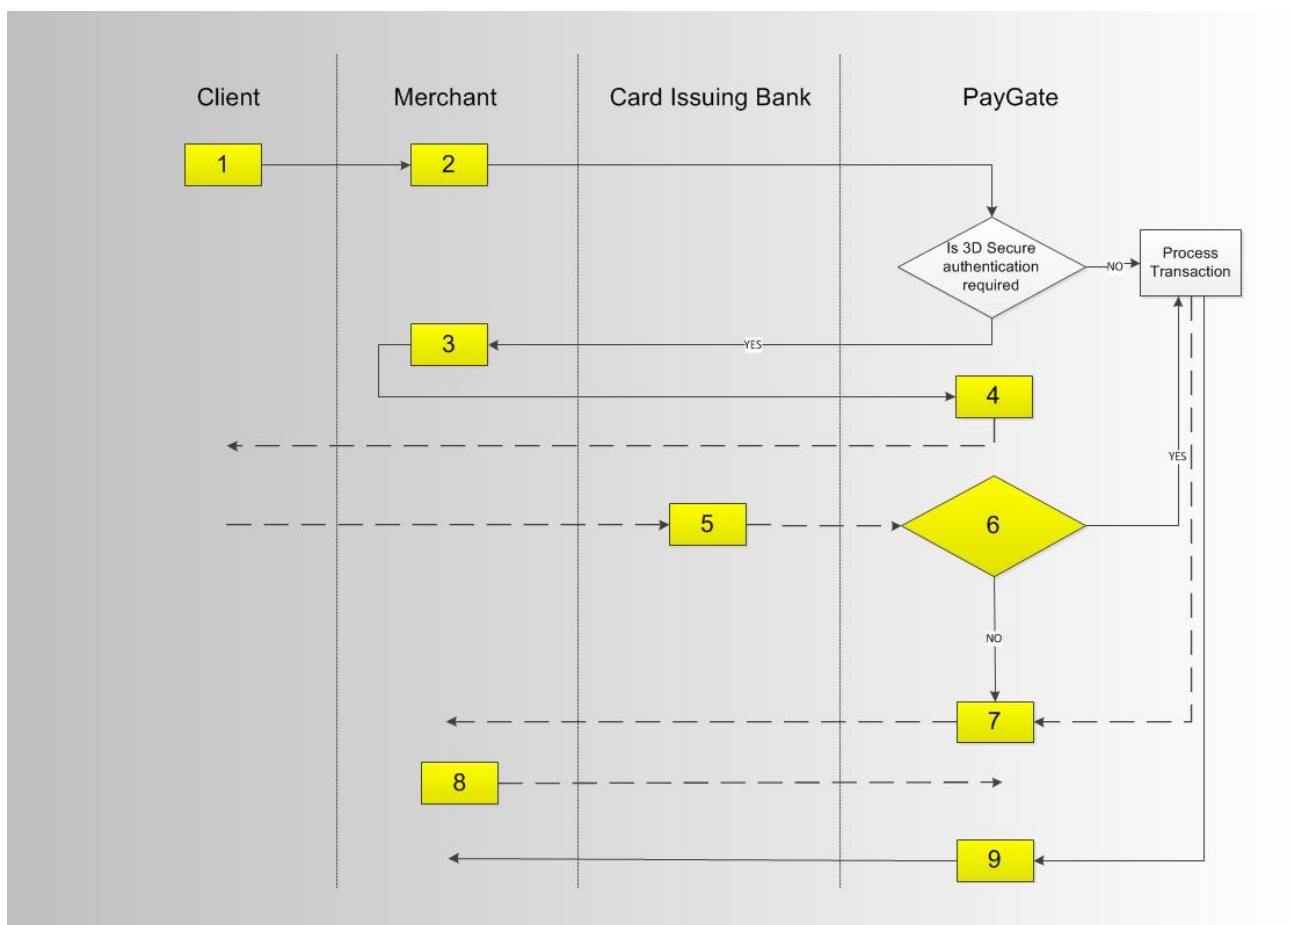 Client
Merchant
Card Issuing Bank
PayGate
1
2
Is 3D Secure
authentication
required
NO
Process
Transaction
3
YES
4
YES
5
6
NO
7
8
9